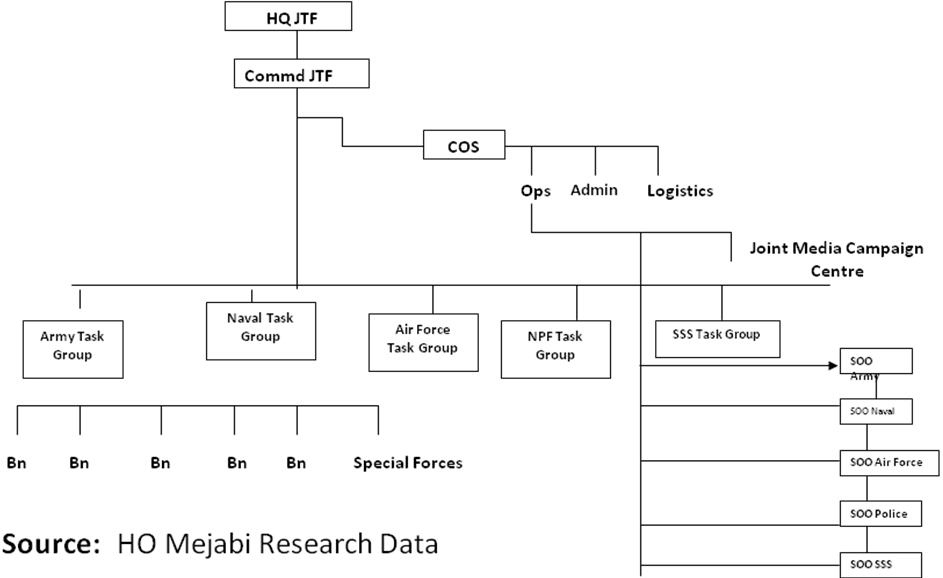 HQ JTF
Commd JTF
COS
Ops Admin Logistics
Joint Media Campaign
Centre
Army Task
Group
Naval Task
Group
Air Force
Task Group
NPF Task
Group
SSS Task Group
SOO
Army
SOO Naval
SOO Air Force
SOO Police
SOO SSS
Bn Bn Bn Bn Bn Special Forces
Source: HO Mejabi Research Data